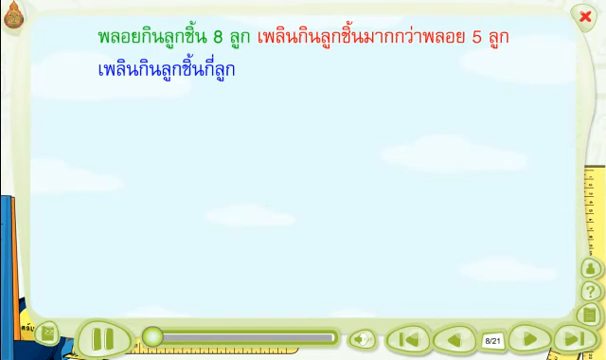 พลอยกินลูกชิ้น 8 ลูก เพลินกินลูกชิ้นมากกว่าพลอย 5 ลูก
เพลินกินลูกชิ้นกี่ลูก
8/21
?